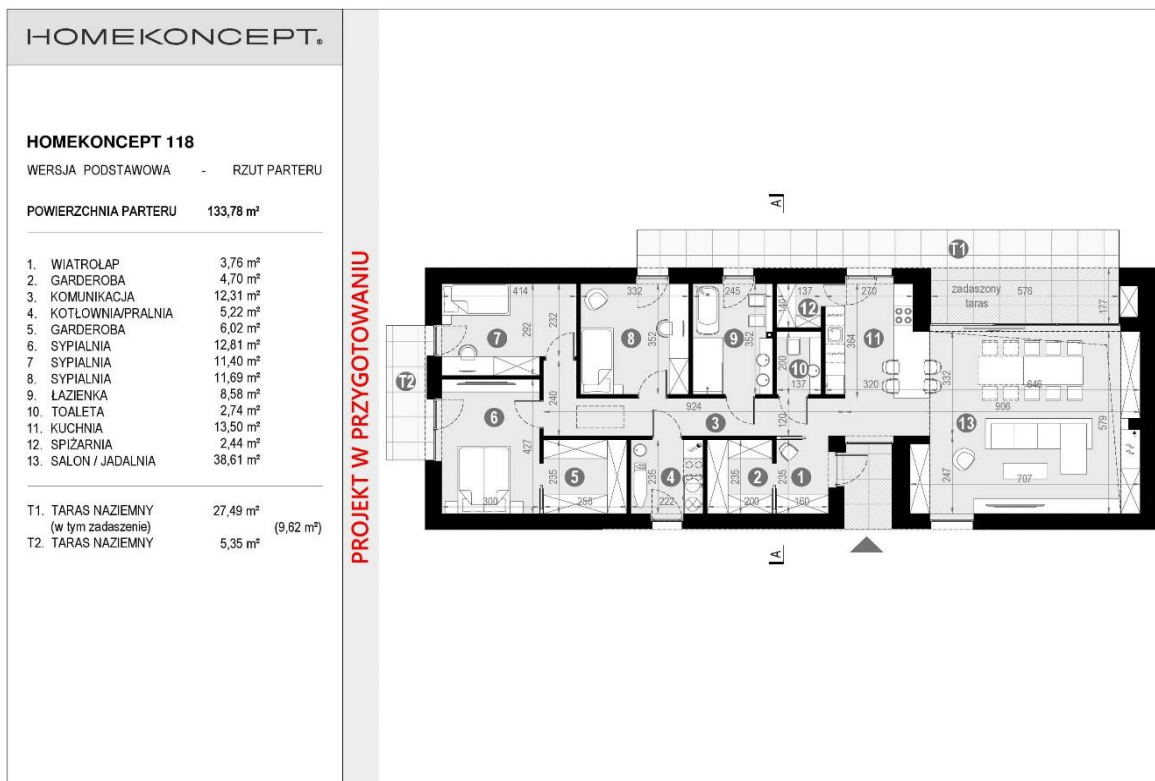 HOMEKONCEPT®
HOMEKONCEPT 118
WERSJA PODSTAWOWA - RZUT PARTERU
POWIERZCHNIA PARTERU 133,78 m²
1. WIATROŁAP 3,76 m²
2. GARDEROBA 4,70 m²
3. KOMUNIKACJA 12,31 m²
4. KOTŁOWNIA/PRALNIA 5,22 m²
5. GARDEROBA 6,02 m²
6. SYPIALNIA 12,81 m²
7 SYPIALNIA 11,40 m²
8. SYPIALNIA 11,69 m²
9. ŁAZIENKA 8,58 m²
10. TOALETA 2,74 m²
11. KUCHNIA 13,50 m²
12. SPIŻARNIA 2,44 m²
13. SALON / JADALNIA 38,61 m²
T1. TARAS NAZIEMNY 27,49 m²
(w tym zadaszenie) (9,62 m²)
T2. TARAS NAZIEMNY 5,35 m²
PROJEKT W PRZYGOTOWANIU
A
T1
414 332 245 137 270 zadaszony 576
taras
177
140 12
232 292
7 8 352 9 352 11 364
200 10
137 320 332 646
T2
6 240 924 3 120 906 13 579
427
235 5 235 4 235 2 235 1 247 707
300 256 222 200 160
A